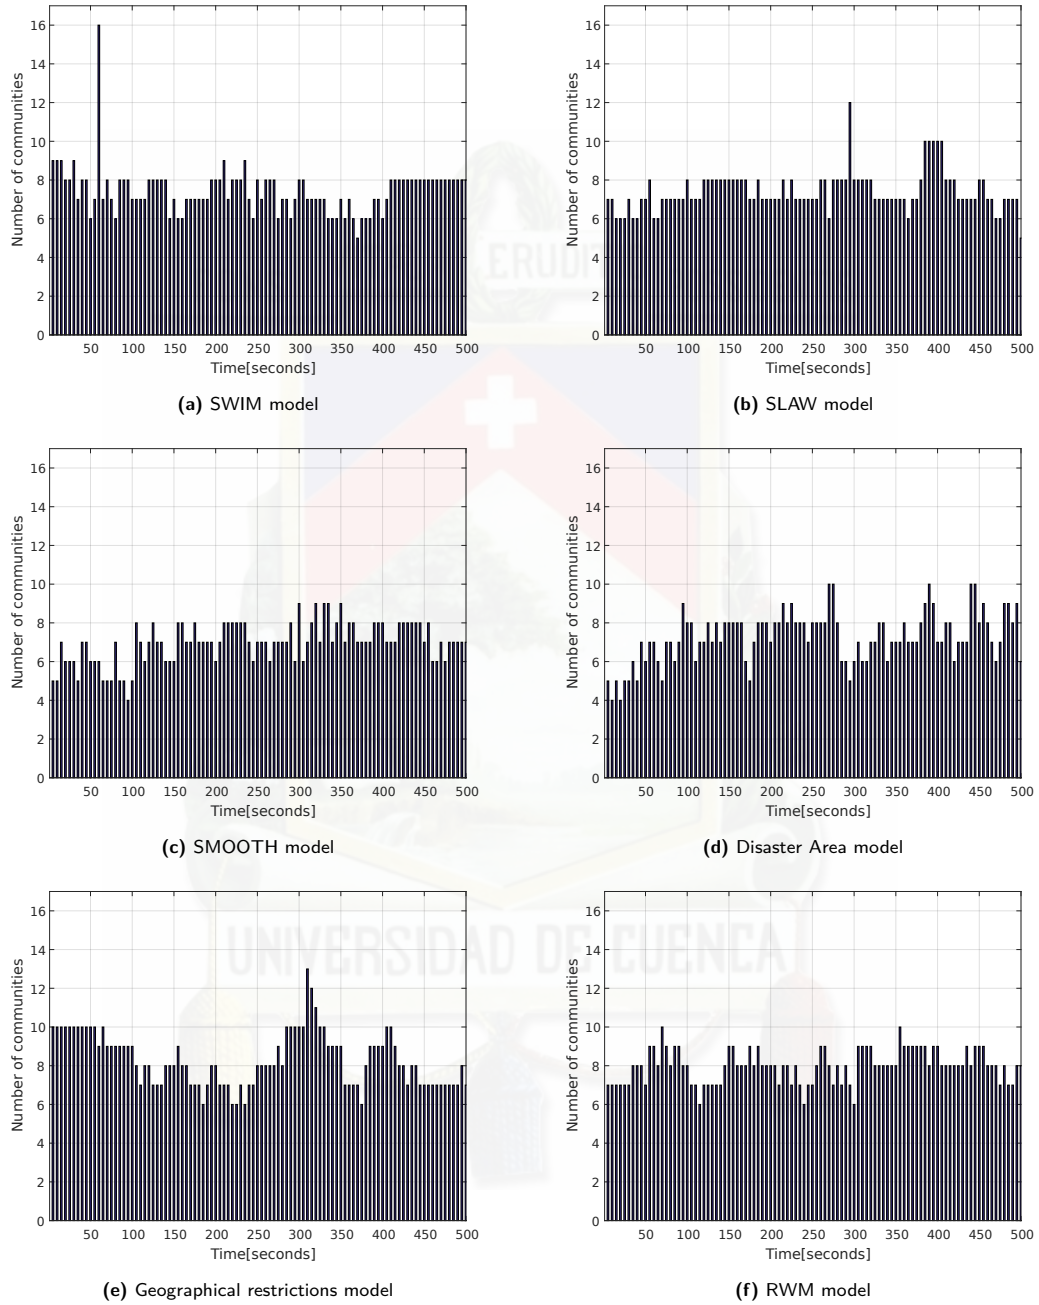 16
14
12
10
8
6
4
2
0
Number of communities
50 100 150 200 250 300 350 400 450 500
Time[seconds]
(a) SWIM model
16
14
12
10
8
6
4
2
0
Number of communities
50 100 150 200 250 300 350 400 450 500
Time[seconds]
(b) SLAW model
16
14
12
10
8
6
4
2
0
Number of communities
50 100 150 200 250 300 350 400 450 500
Time[seconds]
(c) SMOOTH model
16
14
12
10
8
6
4
2
0
Number of communities
50 100 150 200 250 300 350 400 450 500
Time[seconds]
(d) Disaster Area model
16
14
12
10
8
6
4
2
0
Number of communities
50 100 150 200 250 300 350 400 450 500
Time[seconds]
(e) Geographical restrictions model
16
14
12
10
8
6
4
2
0
Number of communities
50 100 150 200 250 300 350 400 450 500
Time[seconds]
(f) RWM model
UNIVERSIDAD DE CUENCA